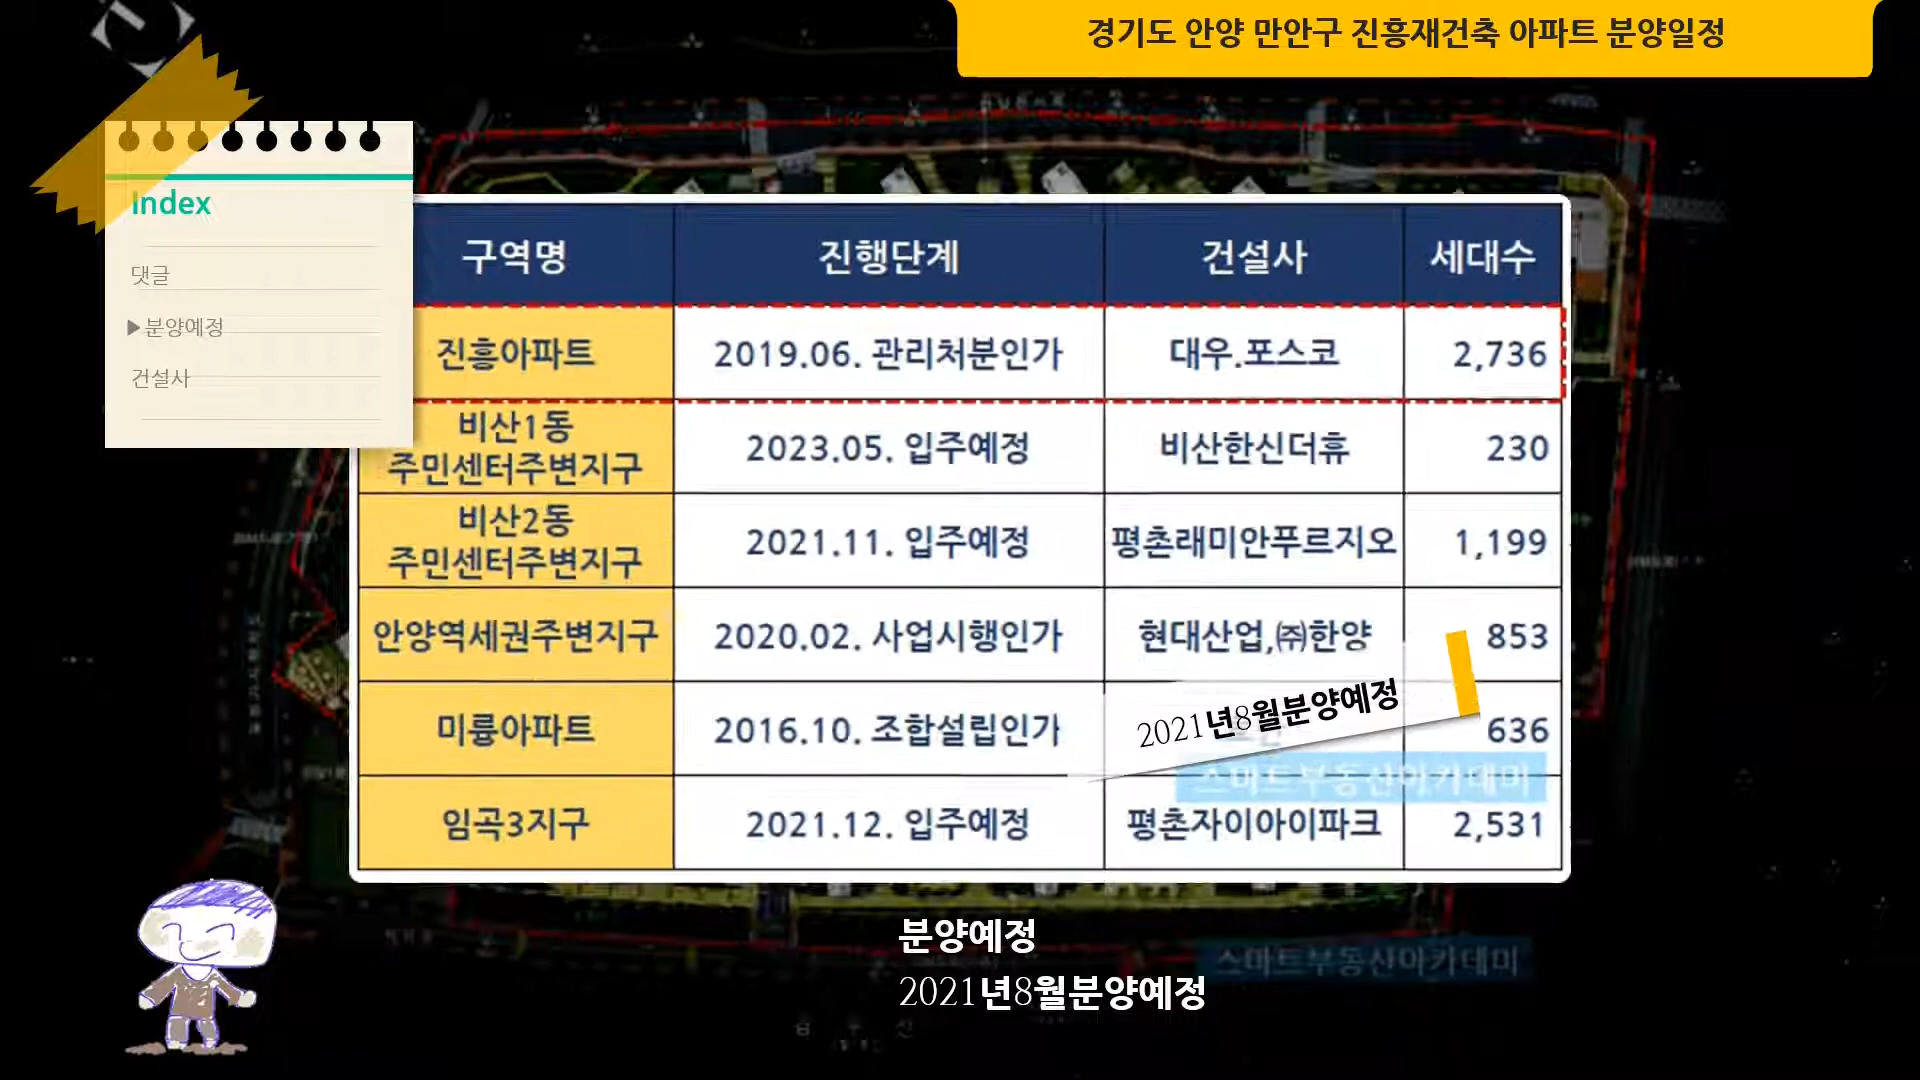 경기도 안양 만안구 진흥재건축 아파트 분양일정
Index
댓글
▶분양예정
건설사
구역명 진행단계 건설사 세대수
진흥아파트 2019.06. 관리처분인가 대우.포스코 2,736
비산1동
주민센터주변지구 2023.05. 입주예정 비산한신더휴 230
비산2동
주민센터주변지구 2021.11. 입주예정 평촌래미안푸르지오 1,199
안양역세권주변지구 2020.02. 사업시행인가 현대산업,㈜한양 853
미륭아파트 2016.10. 조합설립인가 636
2021년8월분양예정
스마트부동산아카데미
임곡3지구 2021.12. 입주예정 평촌자이아이파크 2,531
분양예정
스마트부동산아카데미
2021년8월분양예정